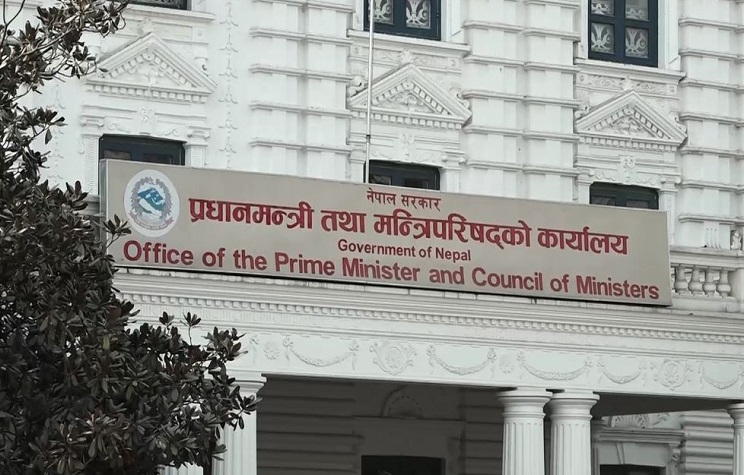 नेपाल सरकार
प्रधानमन्त्री तथा मन्त्रिपरिषद्को कार्यालय
Government of Nepal
Office of the Prime Minister and Council of Ministers